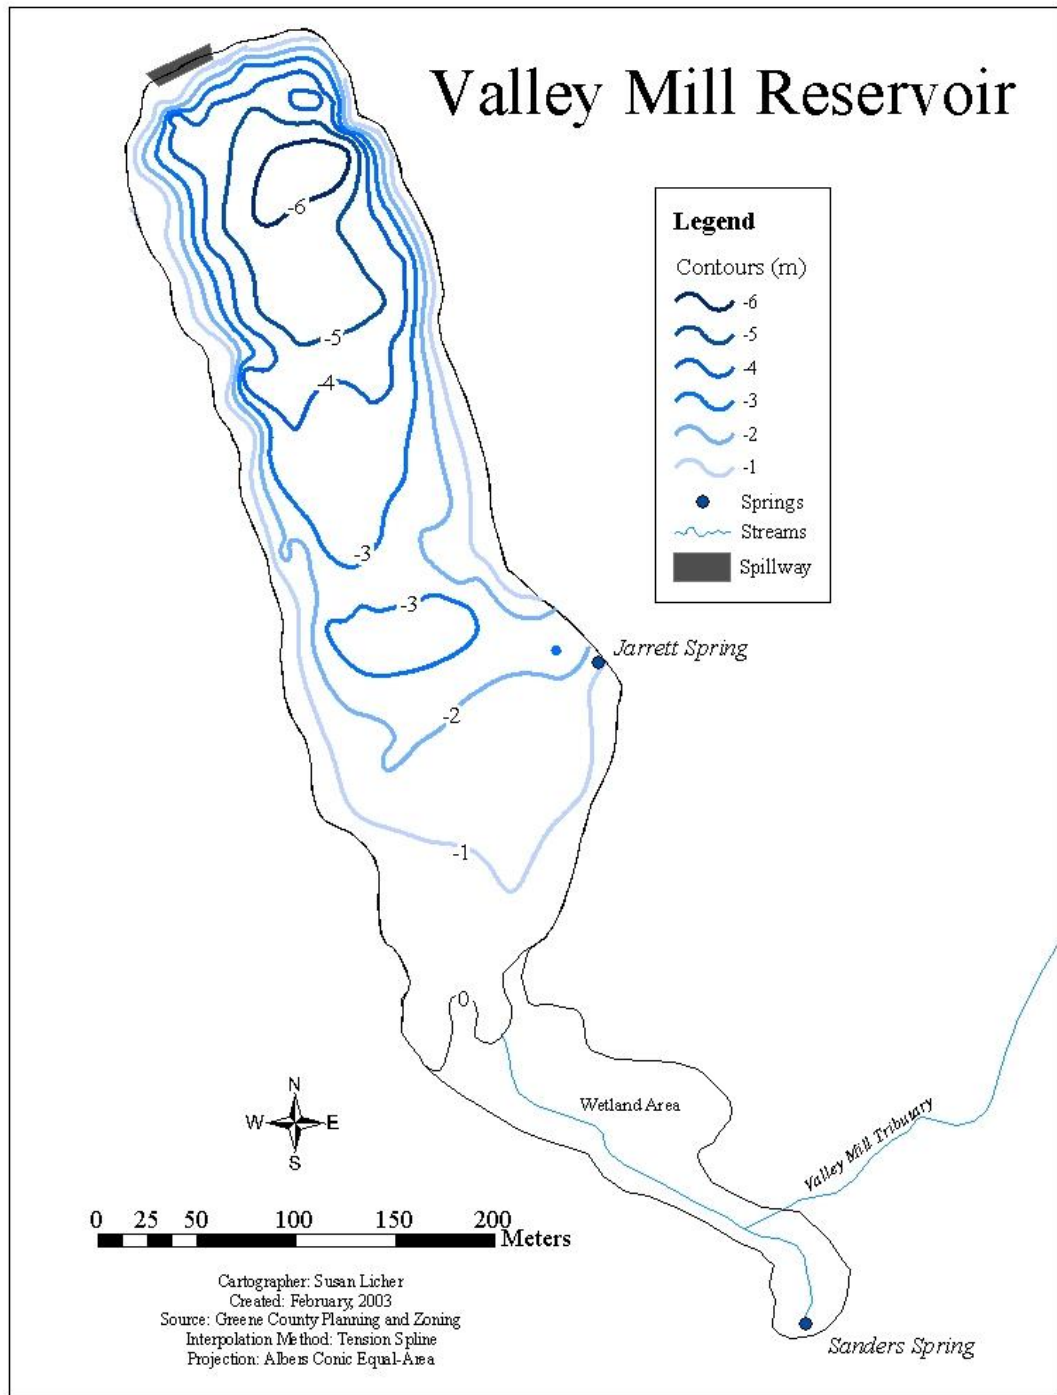 Valley Mill Reservoir
-6
Legend
Contours (m)
-6
-5
-4
-3
-2
-1
Springs
Streams
Spillway
-5
-4
-3
-3
Jarrett Spring
-2
-1
0
Wetland Area
Valley Mill Tributary
N
W E
S
0 25 50 100 150 200
Meters
Cartographer: Susan Licher
Created: February, 2003
Source: Greene County Planning and Zoning
Interpolation Method: Tension Spline
Projection: Albers Conic Equal-Area
Sanders Spring